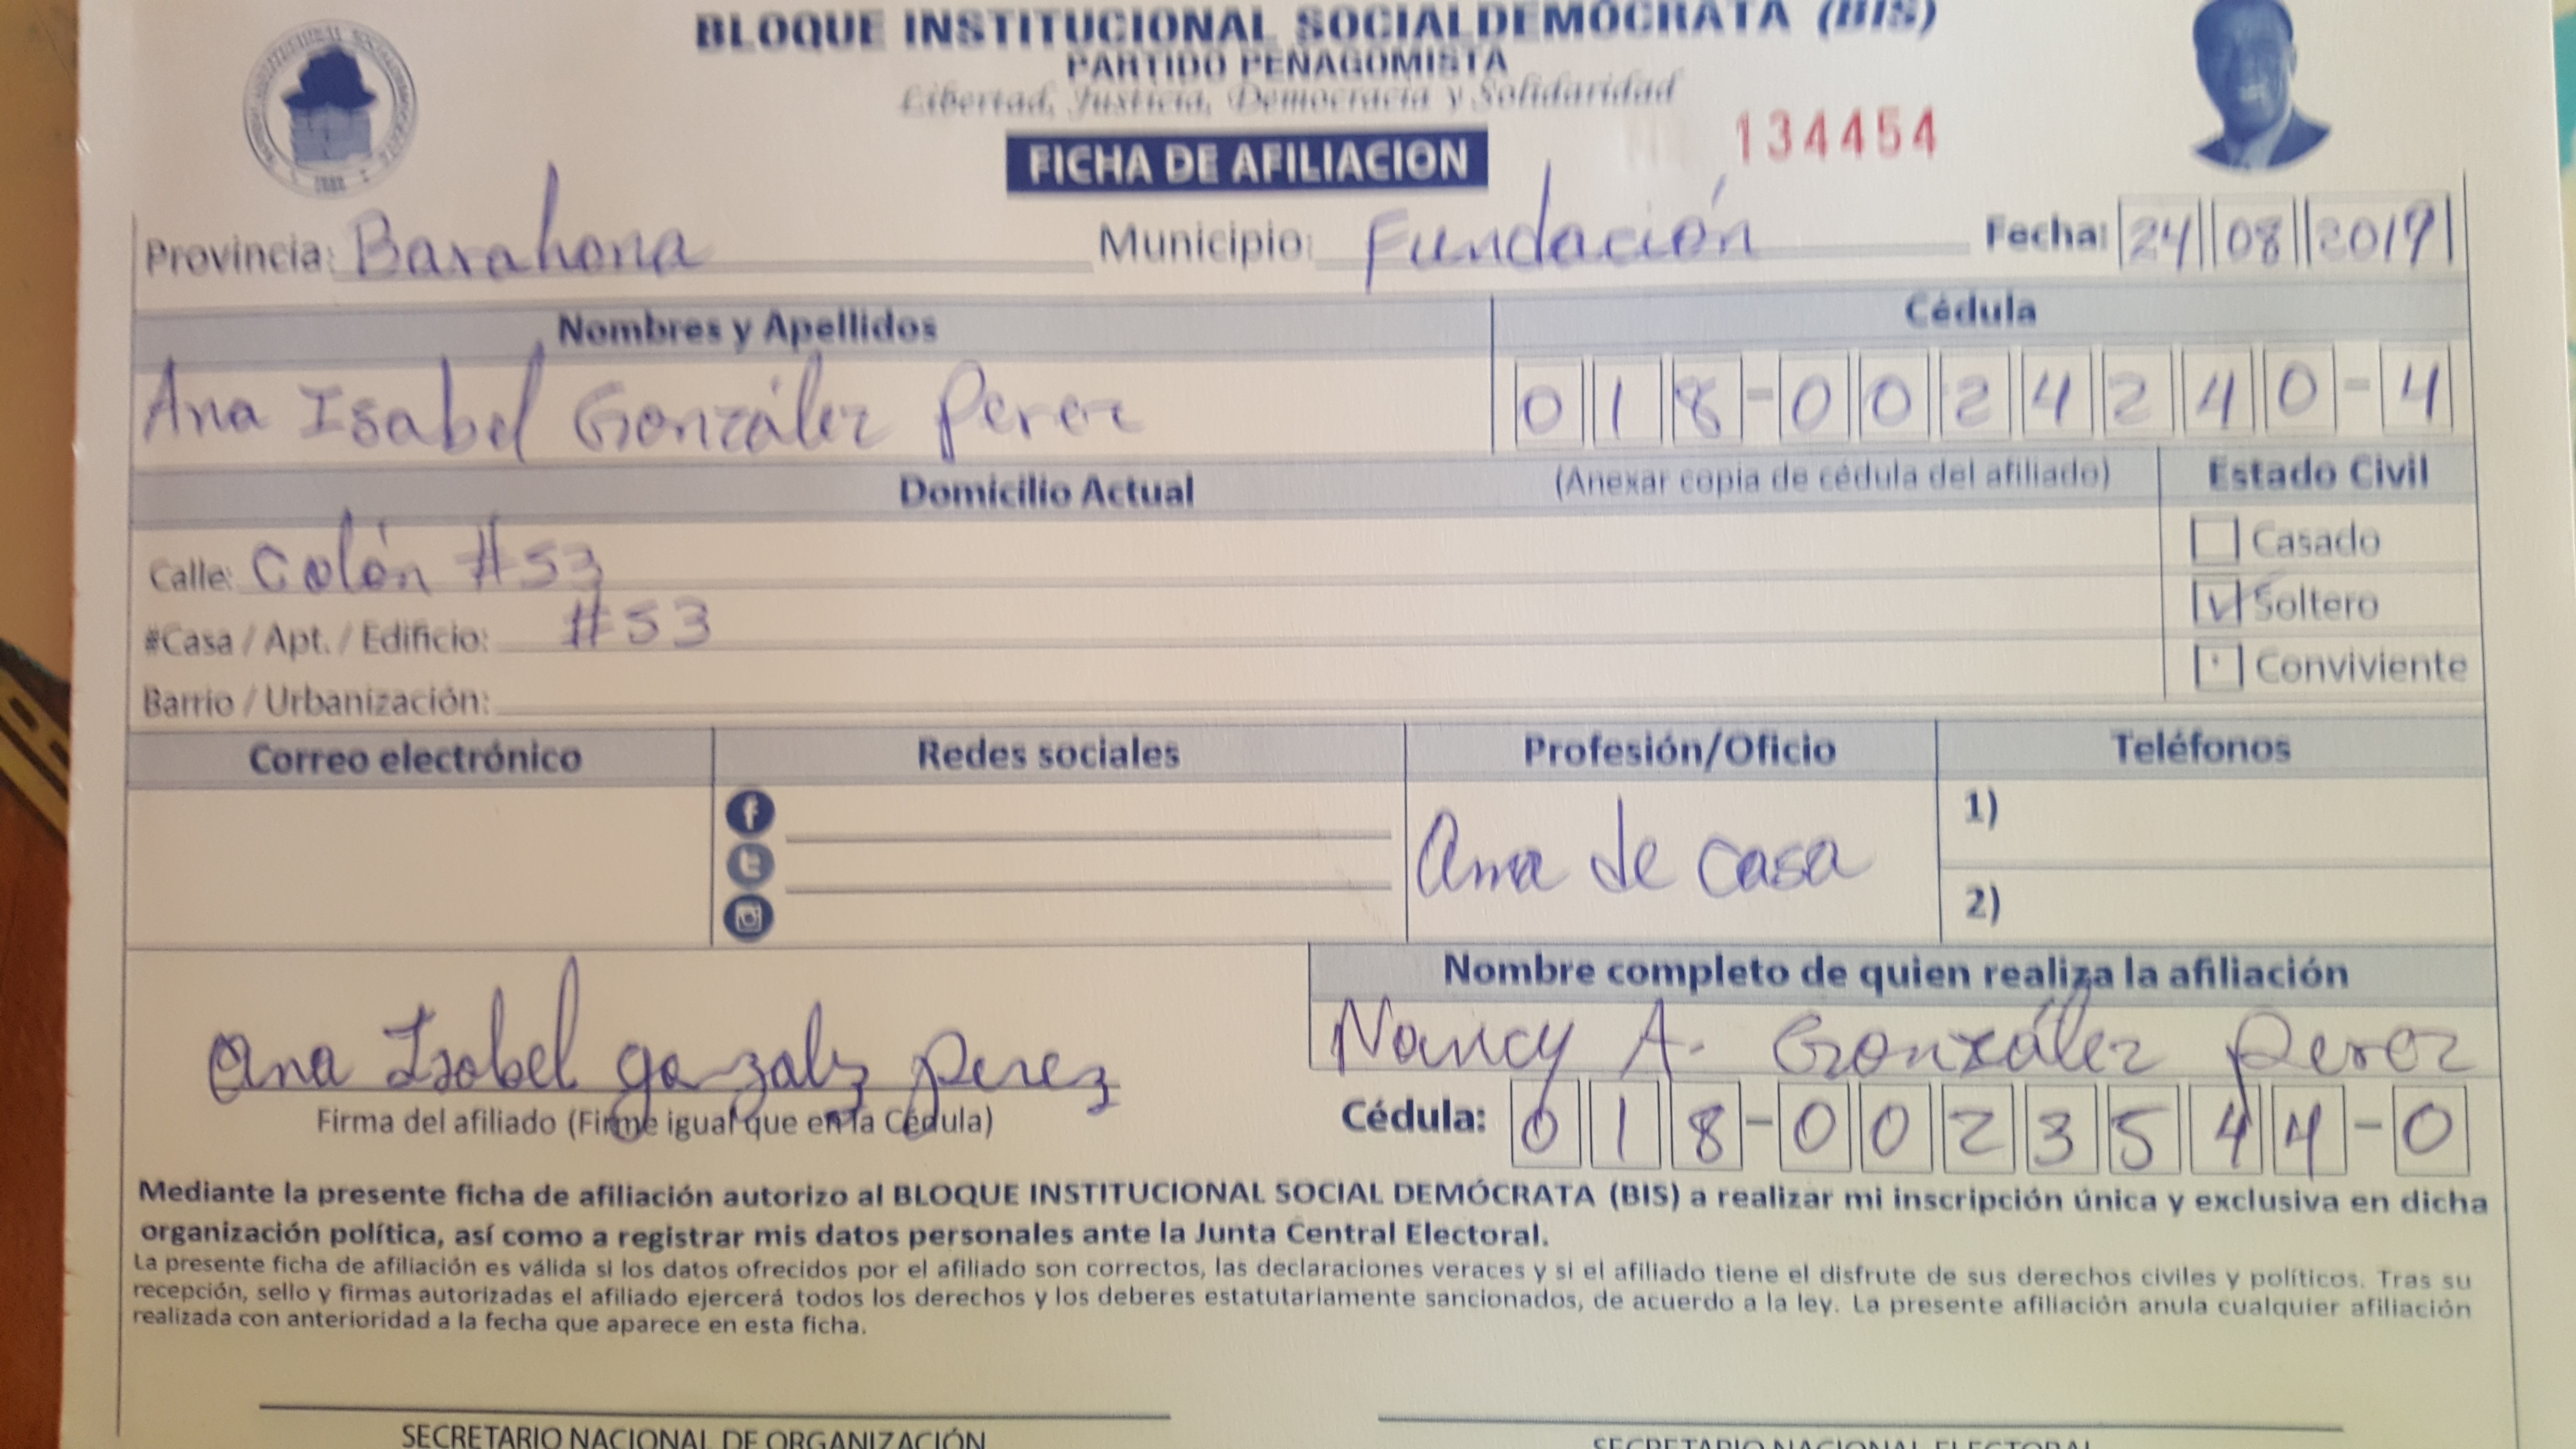 BLOQUE INSTITUCIONAL SOCIALDEMÓCRATA (BIS)
PARTIDO PEÑAGOMISTA
Libertad, Justicia, Democracia y Solidaridad
134454
FICHA DE AFILIACION
Provincia: Barahona Municipio: Fundación Fecha: 24 08 2019
Nombres y Apellidos Cédula
Ana Isabel González Perez 018-0024240-4
Domicilio Actual (Anexar copia de cédula del afiliado) Estado Civil
Calle: Colón #53 Casado
#Casa / Apt. / Edificio: #53 Soltero
Barrio / Urbanización: Conviviente
Correo electrónico Redes sociales Profesión/Oficio Teléfonos
1)
Ama de casa
2)
Nombre completo de quien realiza la afiliación
Ana Isabel gonzalz perez Nancy A. González Perez
Firma del afiliado (Firme igual que en la Cédula) Cédula: 018-0023544-0
Mediante la presente ficha de afiliación autorizo al BLOQUE INSTITUCIONAL SOCIAL DEMÓCRATA (BIS) a realizar mi inscripción única y exclusiva en dicha
organización política, así como a registrar mis datos personales ante la Junta Central Electoral.
La presente ficha de afiliación es válida si los datos ofrecidos por el afiliado son correctos, las declaraciones veraces y si el afiliado tiene el disfrute de sus derechos civiles y políticos. Tras su
recepción, sello y firmas autorizadas el afiliado ejercerá todos los derechos y los deberes estatutariamente sancionados, de acuerdo a la ley. La presente afiliación anula cualquier afiliación
realizada con anterioridad a la fecha que aparece en esta ficha.
SECRETARIO NACIONAL DE ORGANIZACIÓN SECRETARIO NACIONAL ELECTORAL